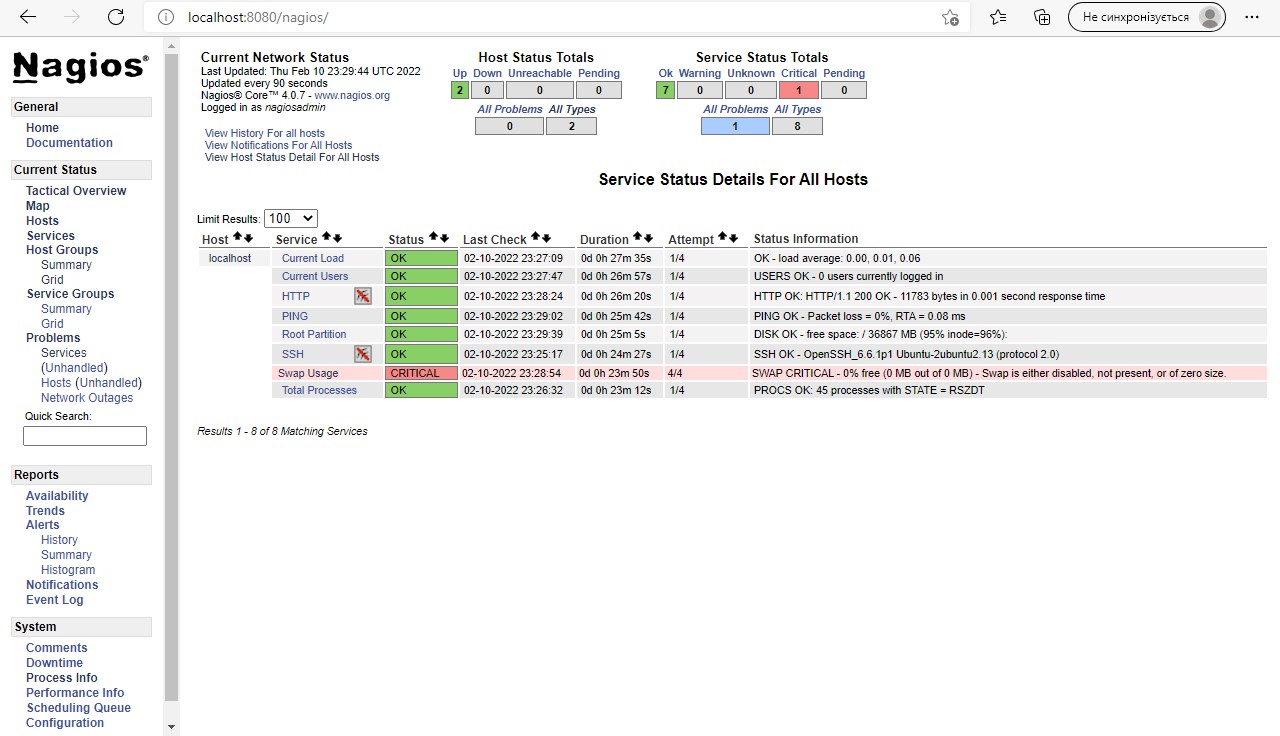 localhost:8080/nagios/
Не синхронізується
Nagios®
General
Home
Documentation
Current Status
Tactical Overview
Map
Hosts
Services
Host Groups
Summary
Grid
Service Groups
Summary
Grid
Problems
Services
(Unhandled)
Hosts (Unhandled)
Network Outages
Quick Search:
Reports
Availability
Trends
Alerts
History
Summary
Histogram
Notifications
Event Log
System
Comments
Downtime
Process Info
Performance Info
Scheduling Queue
Configuration
Current Network Status
Last Updated: Thu Feb 10 23:29:44 UTC 2022
Updated every 90 seconds
Nagios® Core™ 4.0.7 - www.nagios.org
Logged in as nagiosadmin
View History For all hosts
View Notifications For All Hosts
View Host Status Detail For All Hosts
Host Status Totals
Up Down Unreachable Pending
2 0 0 0
All Problems All Types
0 2
Service Status Totals
Ok Warning Unknown Critical Pending
7 0 0 1 0
All Problems All Types
1 8
Service Status Details For All Hosts
Limit Results: 100
Host Service Status Last Check Duration Attempt Status Information
localhost Current Load OK 02-10-2022 23:27:09 0d 0h 27m 35s 1/4 OK - load average: 0.00, 0.01, 0.06
Current Users OK 02-10-2022 23:27:47 0d 0h 26m 57s 1/4 USERS OK - 0 users currently logged in
HTTP OK 02-10-2022 23:28:24 0d 0h 26m 20s 1/4 HTTP OK: HTTP/1.1 200 OK - 11783 bytes in 0.001 second response time
PING OK 02-10-2022 23:29:02 0d 0h 25m 42s 1/4 PING OK - Packet loss = 0%, RTA = 0.08 ms
Root Partition OK 02-10-2022 23:29:39 0d 0h 25m 5s 1/4 DISK OK - free space: / 36867 MB (95% inode=96%):
SSH OK 02-10-2022 23:25:17 0d 0h 24m 27s 1/4 SSH OK - OpenSSH_6.6.1p1 Ubuntu-2ubuntu2.13 (protocol 2.0)
Swap Usage CRITICAL 02-10-2022 23:28:54 0d 0h 23m 50s 4/4 SWAP CRITICAL - 0% free (0 MB out of 0 MB) - Swap is either disabled, not present, or of zero size.
Total Processes OK 02-10-2022 23:26:32 0d 0h 23m 12s 1/4 PROCS OK: 45 processes with STATE = RSZDT
Results 1 - 8 of 8 Matching Services